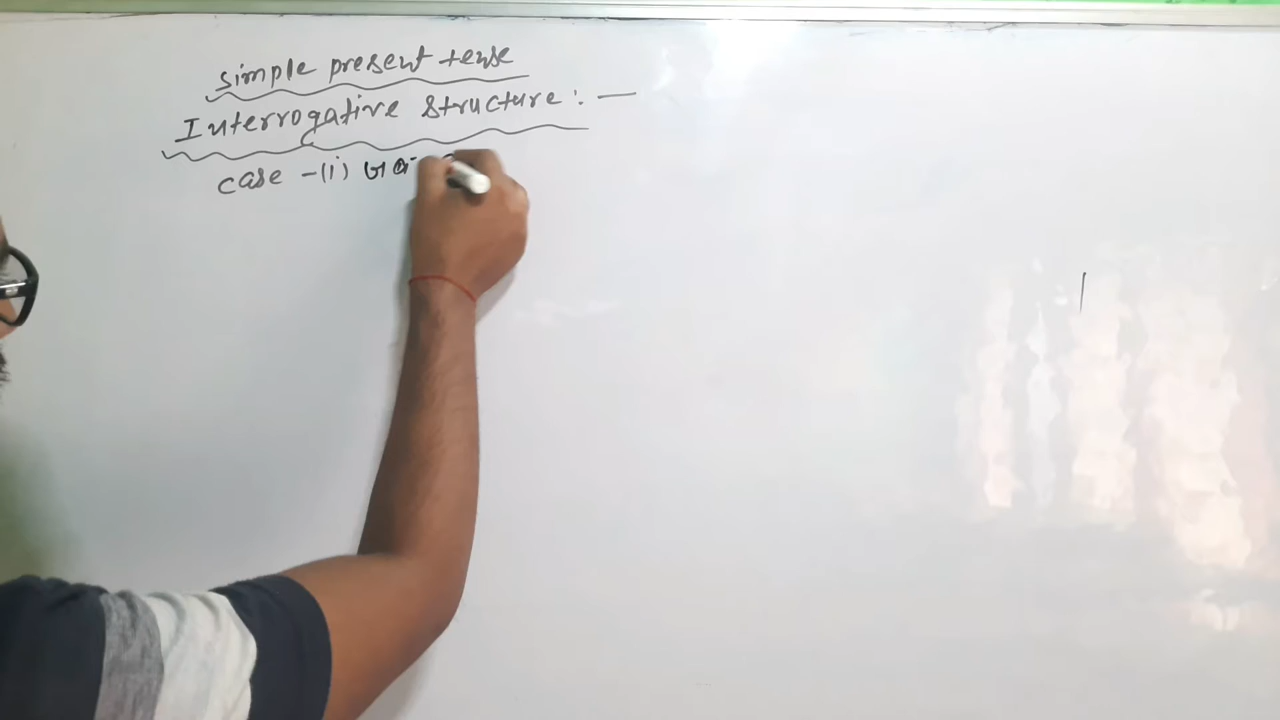 simple present tense
Interrogative structure : —
case - (i)